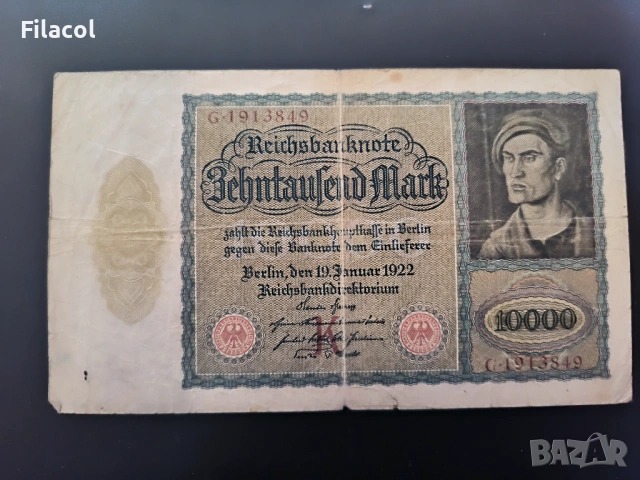 Filacol
G·1913849
Reichsbanknote
Zehntausend Mark
zahlt die Reichsbankhauptkasse in Berlin
gegen diese Banknote dem Einlieferer
Berlin, den 19. Januar 1922
Reichsbankdirektorium
K
10000
G·1913849
BAZAR